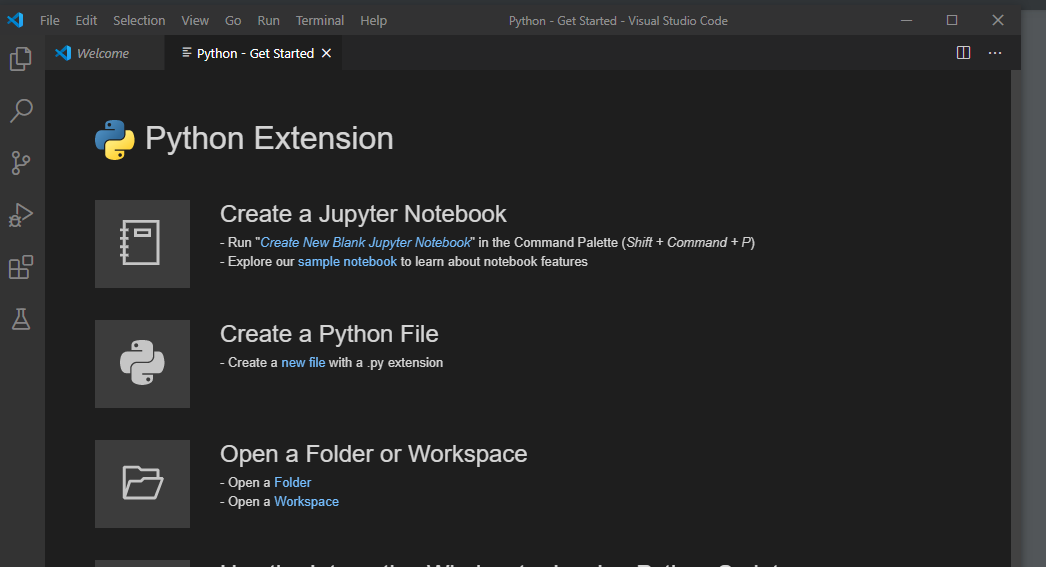 File Edit Selection View Go Run Terminal Help Python - Get Started - Visual Studio Code
Welcome Python - Get Started
Python Extension
Create a Jupyter Notebook
- Run "Create New Blank Jupyter Notebook" in the Command Palette (Shift + Command + P)
- Explore our sample notebook to learn about notebook features
Create a Python File
- Create a new file with a .py extension
Open a Folder or Workspace
- Open a Folder
- Open a Workspace